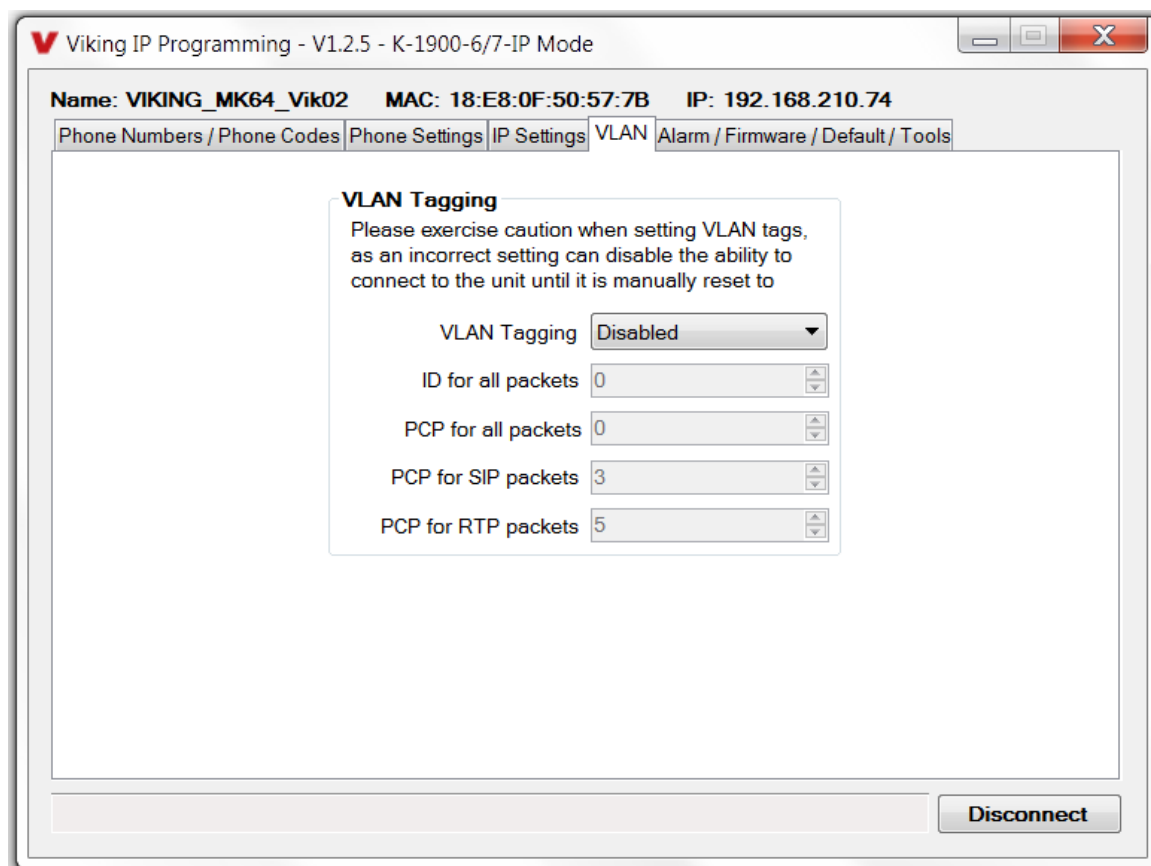 Viking IP Programming - V1.2.5 - K-1900-6/7-IP Mode
Name: VIKING_MK64_Vik02 MAC: 18:E8:0F:50:57:7B IP: 192.168.210.74
Phone Numbers / Phone Codes Phone Settings IP Settings VLAN Alarm / Firmware / Default / Tools
VLAN Tagging
Please exercise caution when setting VLAN tags,
as an incorrect setting can disable the ability to
connect to the unit until it is manually reset to
VLAN Tagging Disabled
ID for all packets 0
PCP for all packets 0
PCP for SIP packets 3
PCP for RTP packets 5
Disconnect